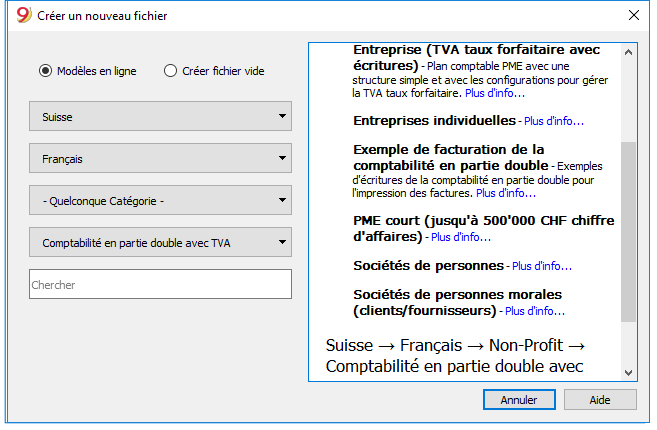 Créer un nouveau fichier
Modèles en ligne
Créer fichier vide
Suisse
Français
- Quelconque Catégorie -
Comptabilité en partie double avec TVA
Chercher
Entreprise (TVA taux forfaitaire avec
écritures) - Plan comptable PME avec une
structure simple et avec les configurations pour gérer
la TVA taux forfaitaire. Plus d'info...
Entreprises individuelles - Plus d'info...
Exemple de facturation de la
comptabilité en partie double - Exemples
d'écritures de la comptabilité en partie double pour
l'impression des factures. Plus d'info...
PME court (jusqu'à 500'000 CHF chiffre
d'affaires) - Plus d'info...
Sociétés de personnes - Plus d'info...
Sociétés de personnes morales
(clients/fournisseurs) - Plus d'info...
Suisse → Français → Non-Profit →
Comptabilité en partie double avec
Annuler
Aide